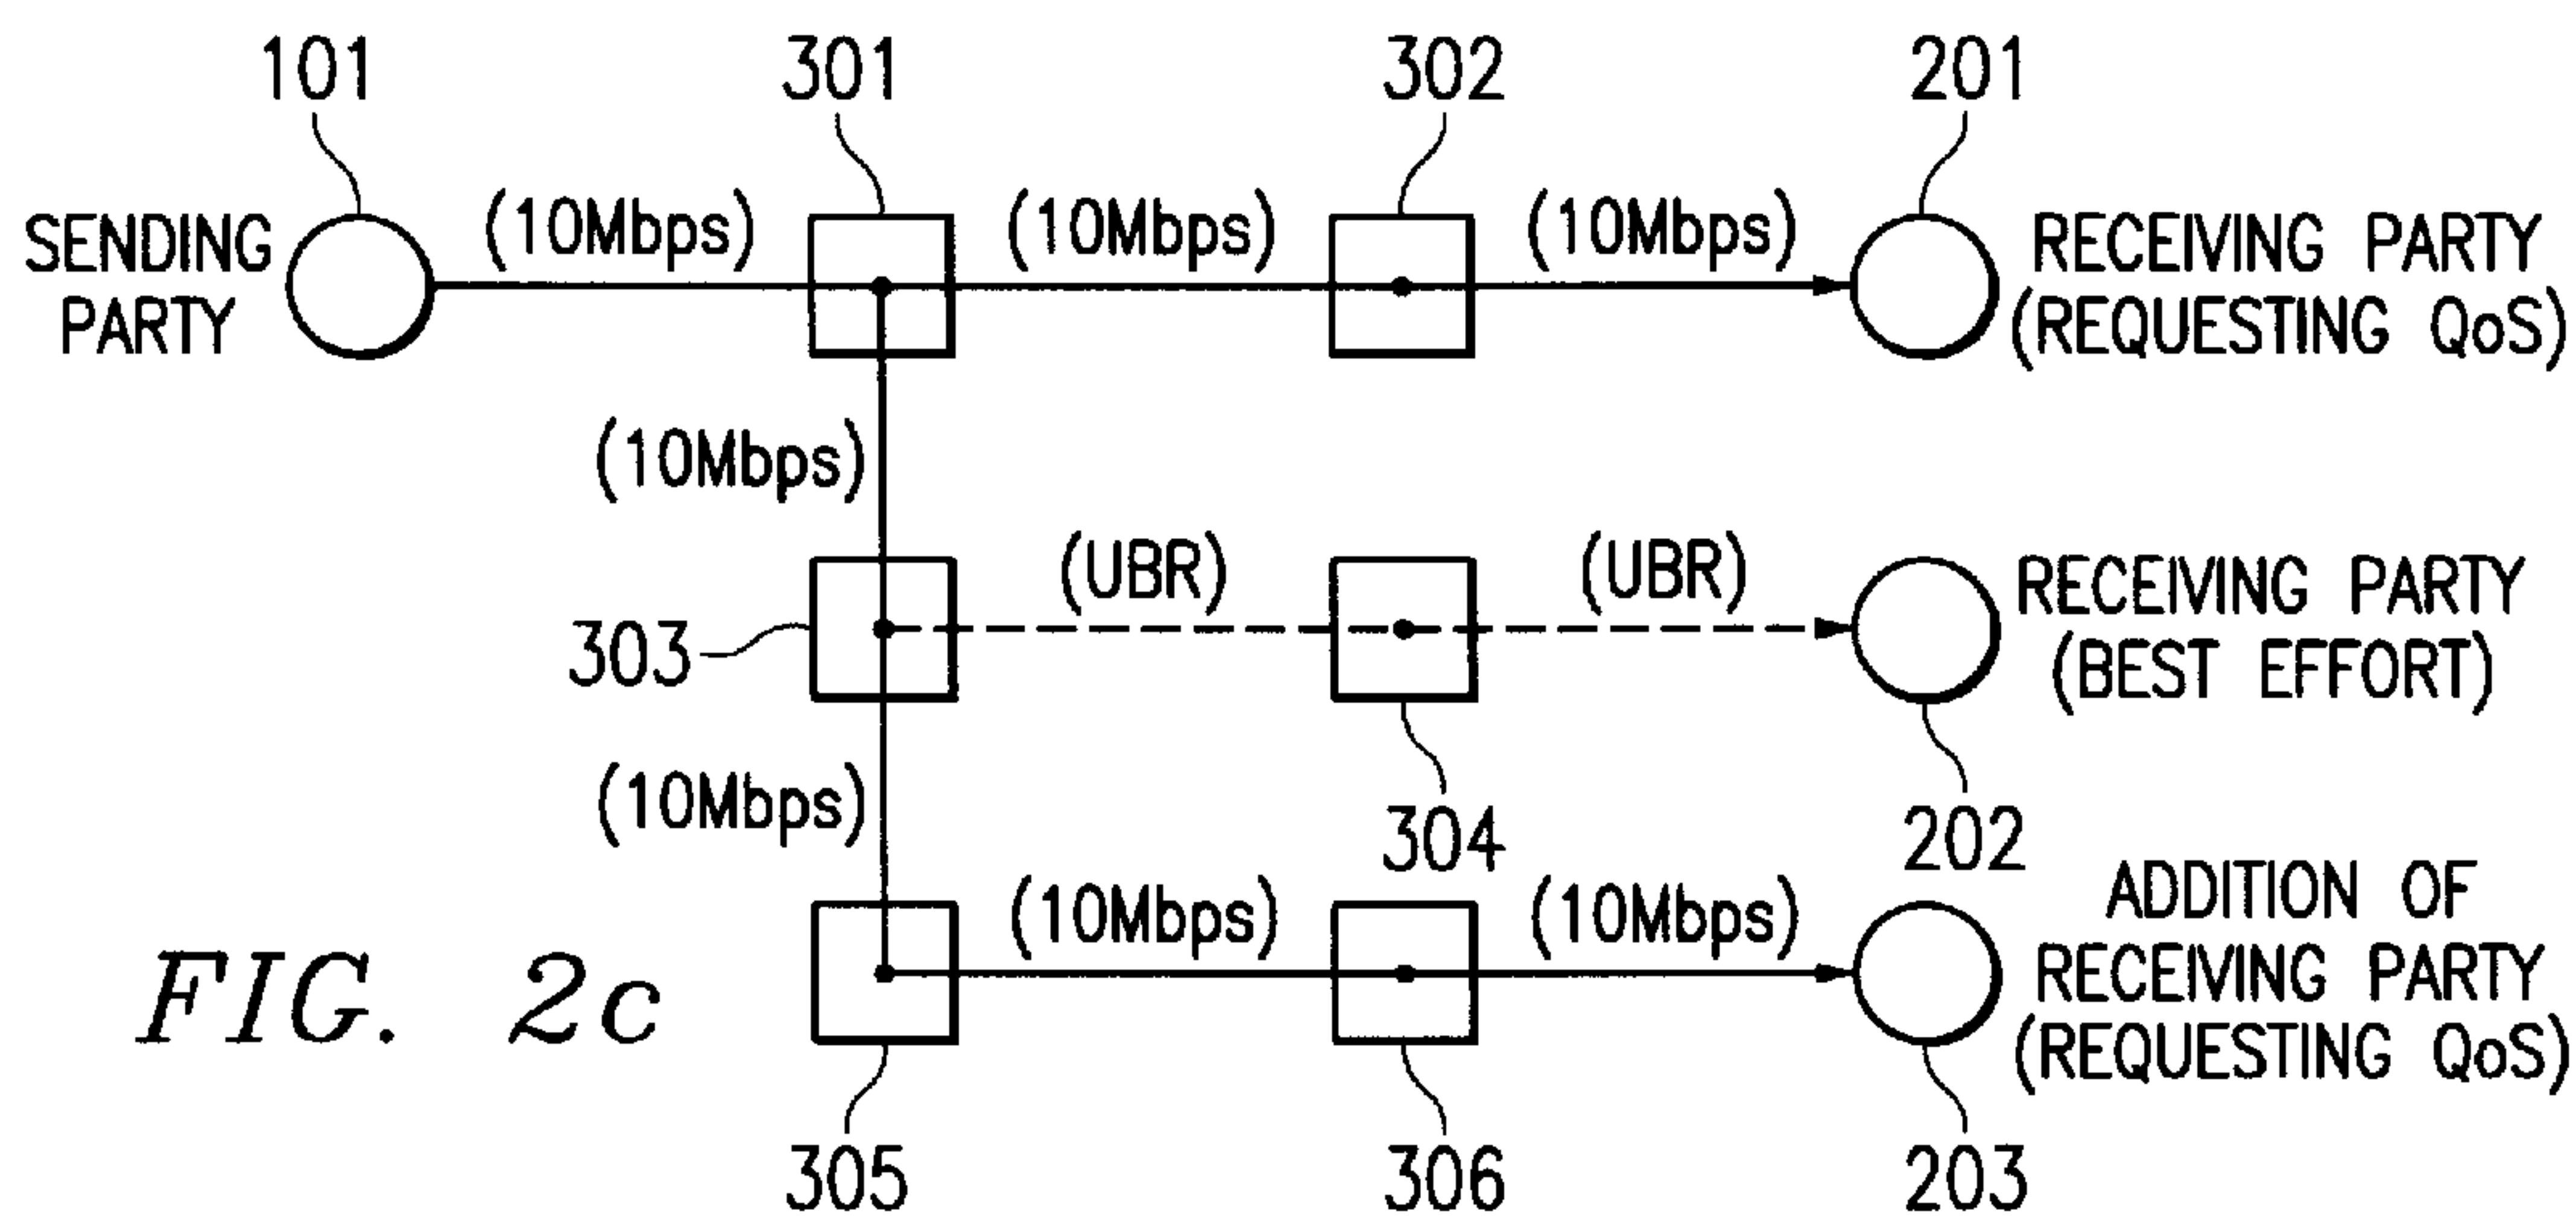 101
301
302
201
SENDING
PARTY
(10Mbps)
(10Mbps)
(10Mbps)
RECEIVING PARTY
(REQUESTING QoS)
(10Mbps)
303
(UBR)
(UBR)
RECEIVING PARTY
(BEST EFFORT)
304
202
(10Mbps)
(10Mbps)
(10Mbps)
ADDITION OF
RECEIVING PARTY
(REQUESTING QoS)
305
306
203
FIG. 2c